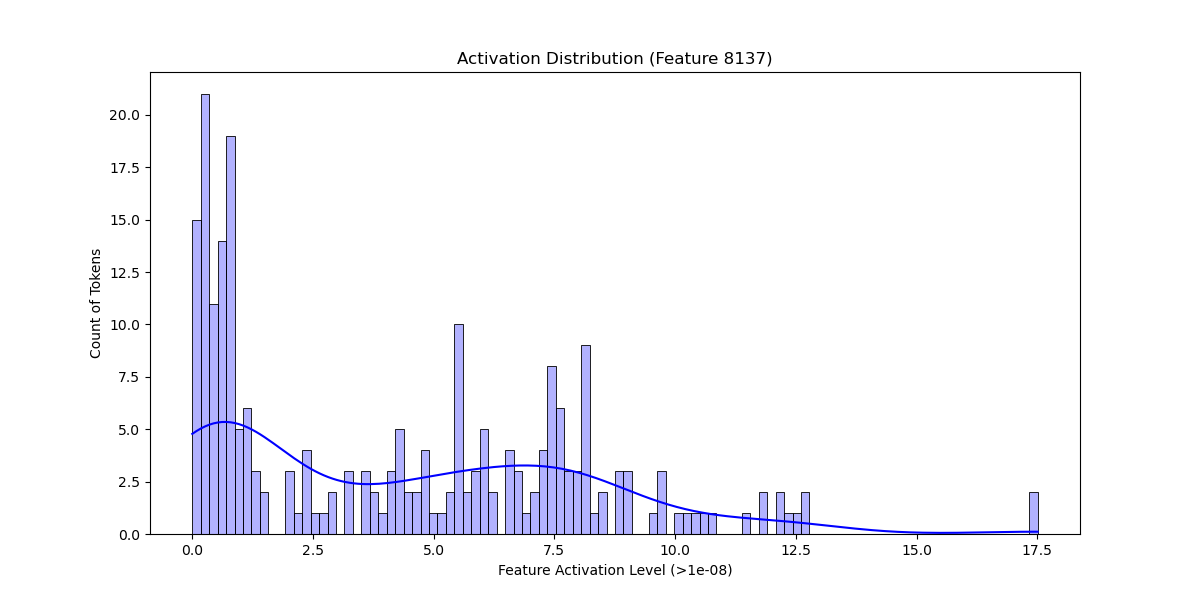 Activation Distribution (Feature 8137)
Count of Tokens
20.0
17.5
15.0
12.5
10.0
7.5
5.0
2.5
0.0
0.0 2.5 5.0 7.5 10.0 12.5 15.0 17.5
Feature Activation Level (>1e-08)